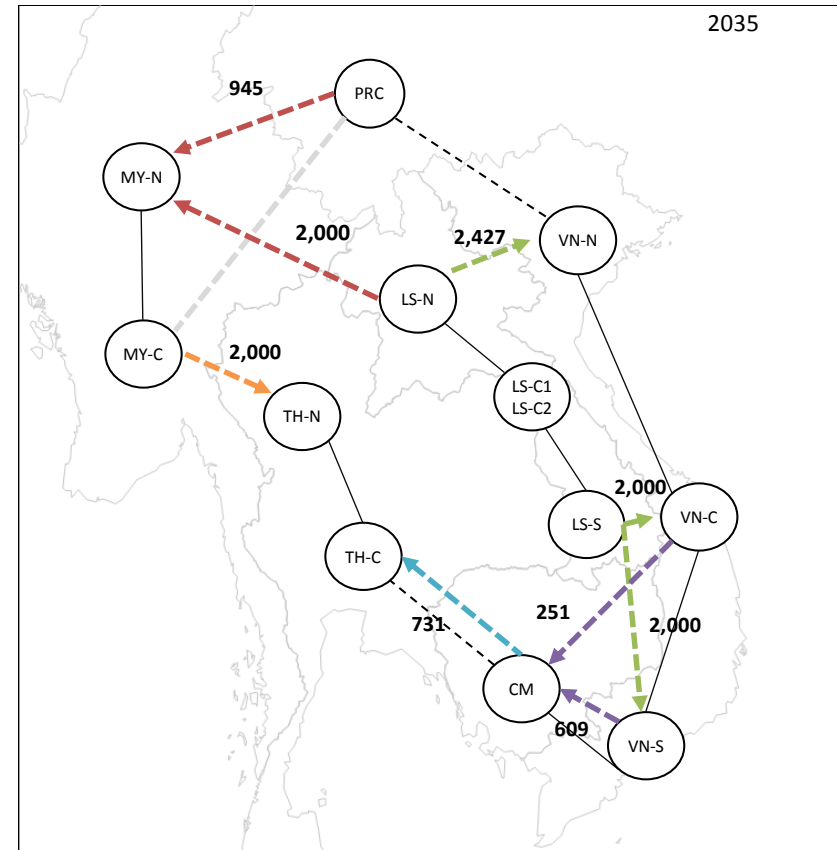 2035
945
PRC
MY-N
2,000
2,427
VN-N
LS-N
MY-C
2,000
LS-C1
LS-C2
TH-N
2,000
LS-S
VN-C
TH-C
731
251
2,000
CM
609
VN-S